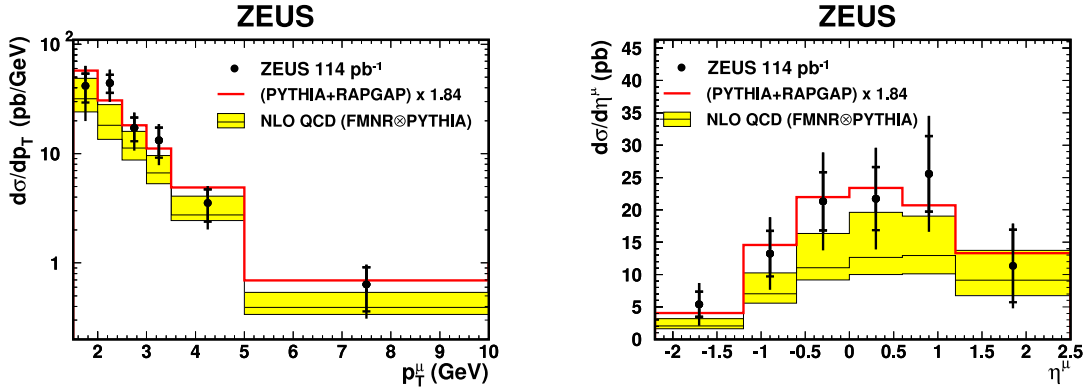 ZEUS
dσ/dp_T (pb/GeV)
10²
10
1
ZEUS 114 pb⁻¹
(PYTHIA+RAPGAP) x 1.84
NLO QCD (FMNR⊗PYTHIA)
2 3 4 5 6 7 8 9 10
p_T^μ (GeV)
ZEUS
dσ/dη^μ (pb)
45
40
35
30
25
20
15
10
5
0
ZEUS 114 pb⁻¹
(PYTHIA+RAPGAP) x 1.84
NLO QCD (FMNR⊗PYTHIA)
-2 -1.5 -1 -0.5 0 0.5 1 1.5 2 2.5
η^μ